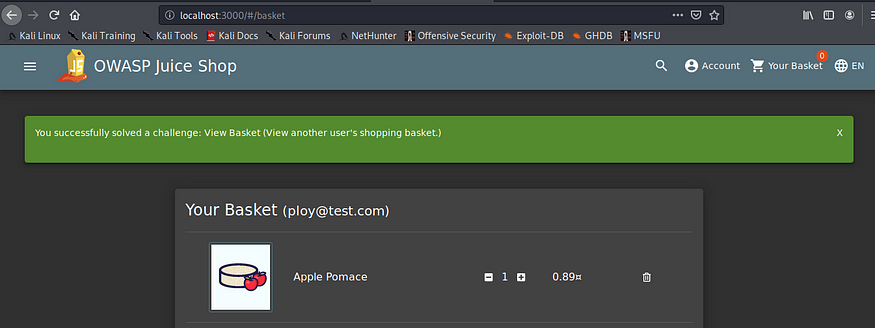 localhost:3000/#/basket
Kali Linux Kali Training Kali Tools Kali Docs Kali Forums NetHunter Offensive Security Exploit-DB GHDB MSFU
JS OWASP Juice Shop Account Your Basket 0 EN
You successfully solved a challenge: View Basket (View another user's shopping basket.) X
Your Basket (ploy@test.com)
Apple Pomace 1 0.89¤